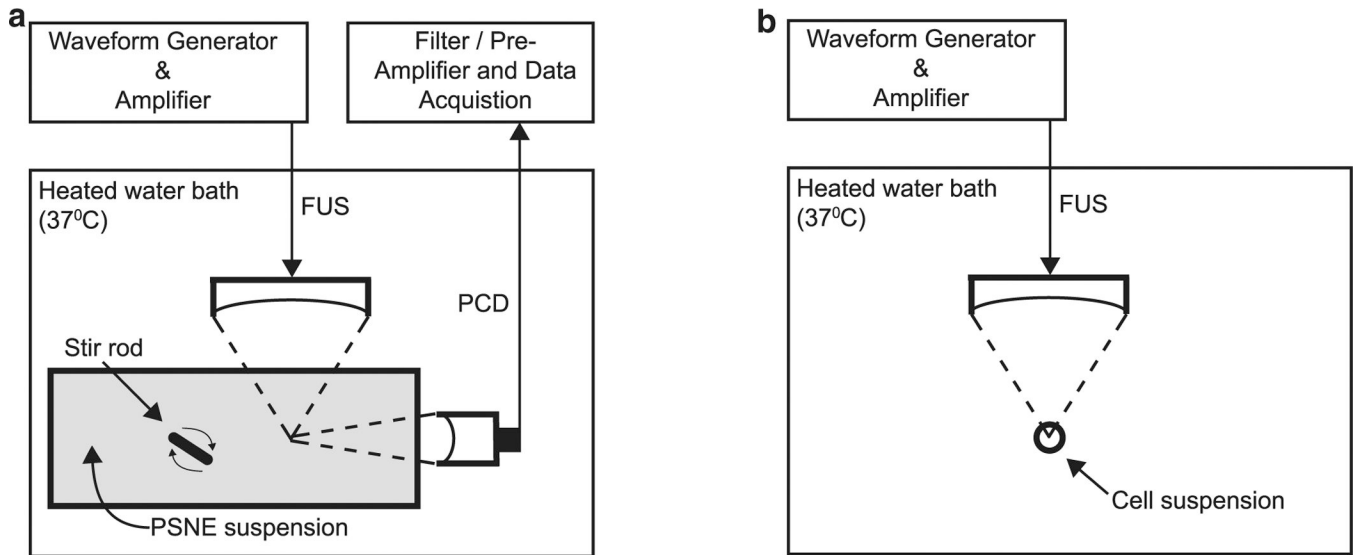 a
Waveform Generator
&
Amplifier
Filter / Pre-
Amplifier and Data
Acquistion
Heated water bath
(37⁰C)
FUS
PCD
Stir rod
PSNE suspension
b
Waveform Generator
&
Amplifier
Heated water bath
(37⁰C)
FUS
Cell suspension